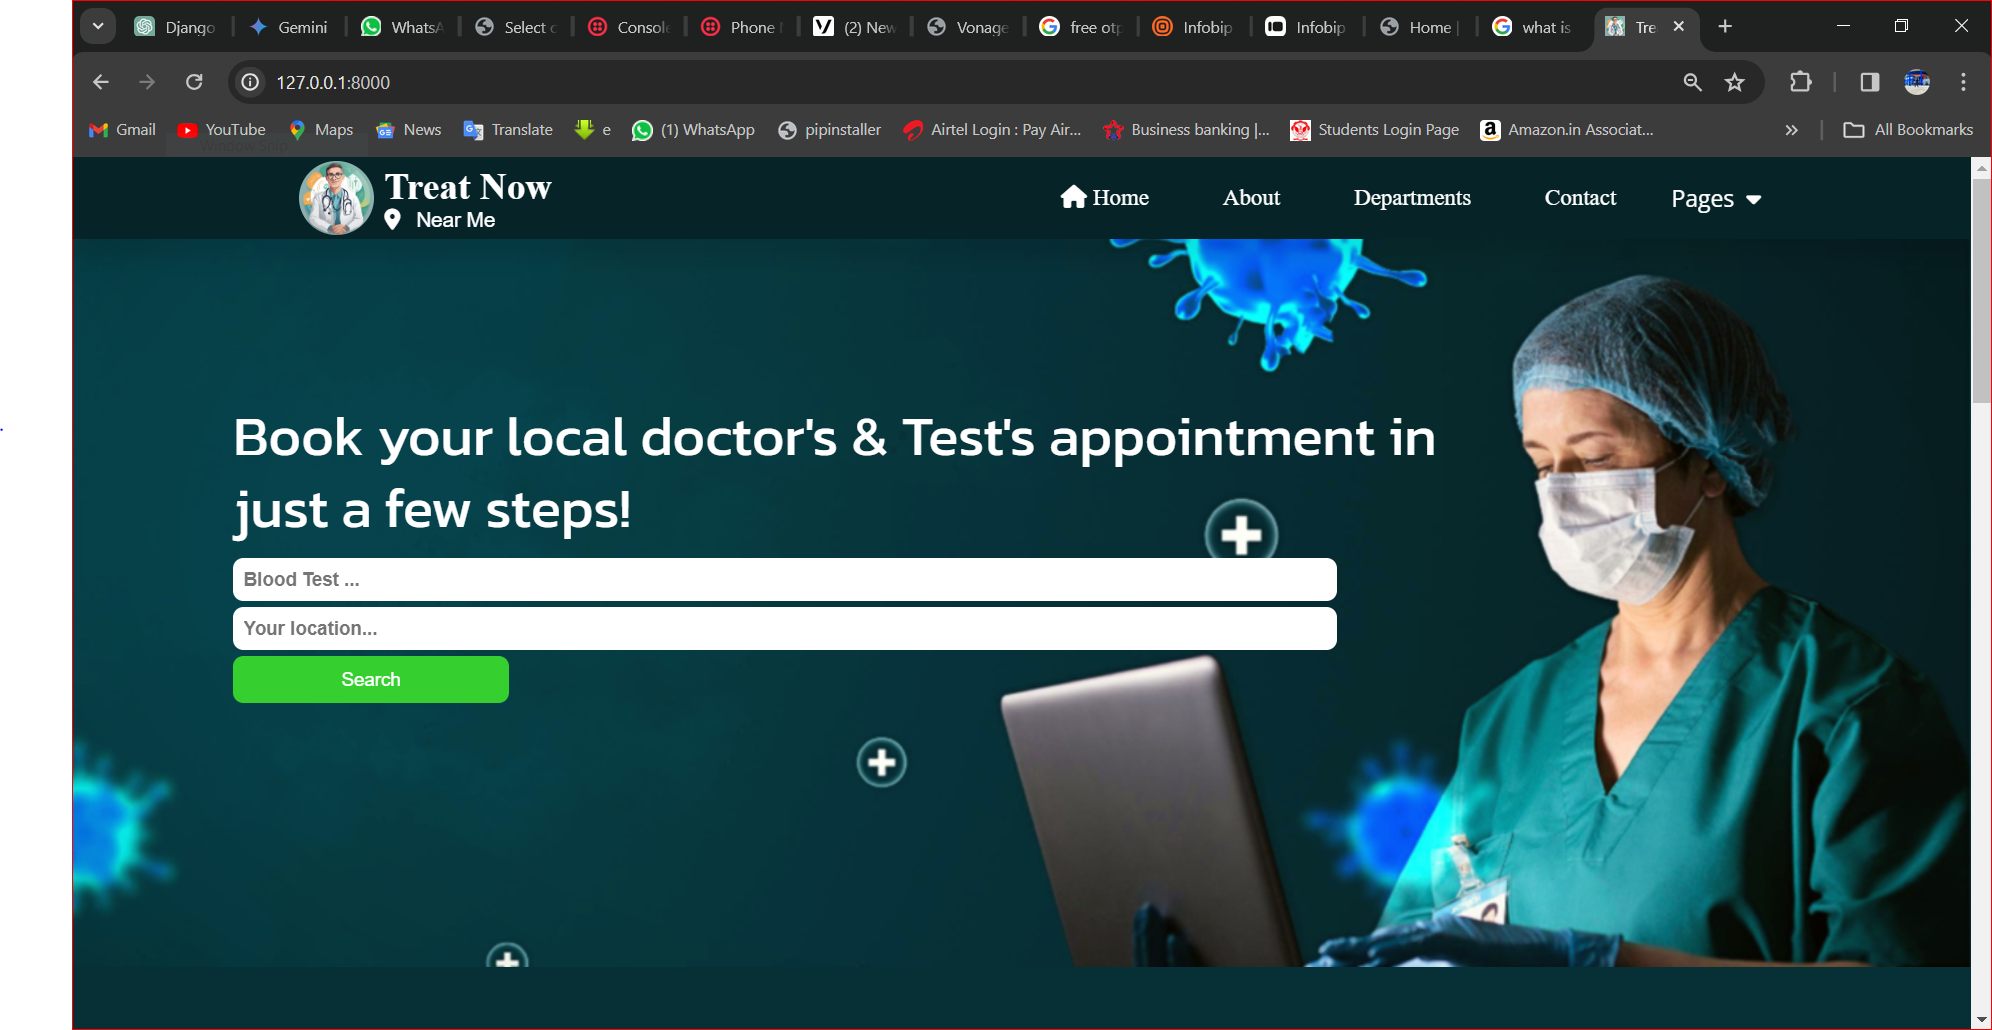 Django
Gemini
WhatsA
Select c
Console
Phone N
(2) New
Vonage
free otp
Infobip
Infobip
Home |
what is
Tre
127.0.0.1:8000
Gmail
YouTube
Maps
News
Translate
e
(1) WhatsApp
pipinstaller
Airtel Login : Pay Air...
Business banking |...
Students Login Page
Amazon.in Associat...
All Bookmarks
Window Snip
Treat Now
Near Me
Home
About
Departments
Contact
Pages
Book your local doctor's & Test's appointment in
just a few steps!
Blood Test ...
Your location...
Search